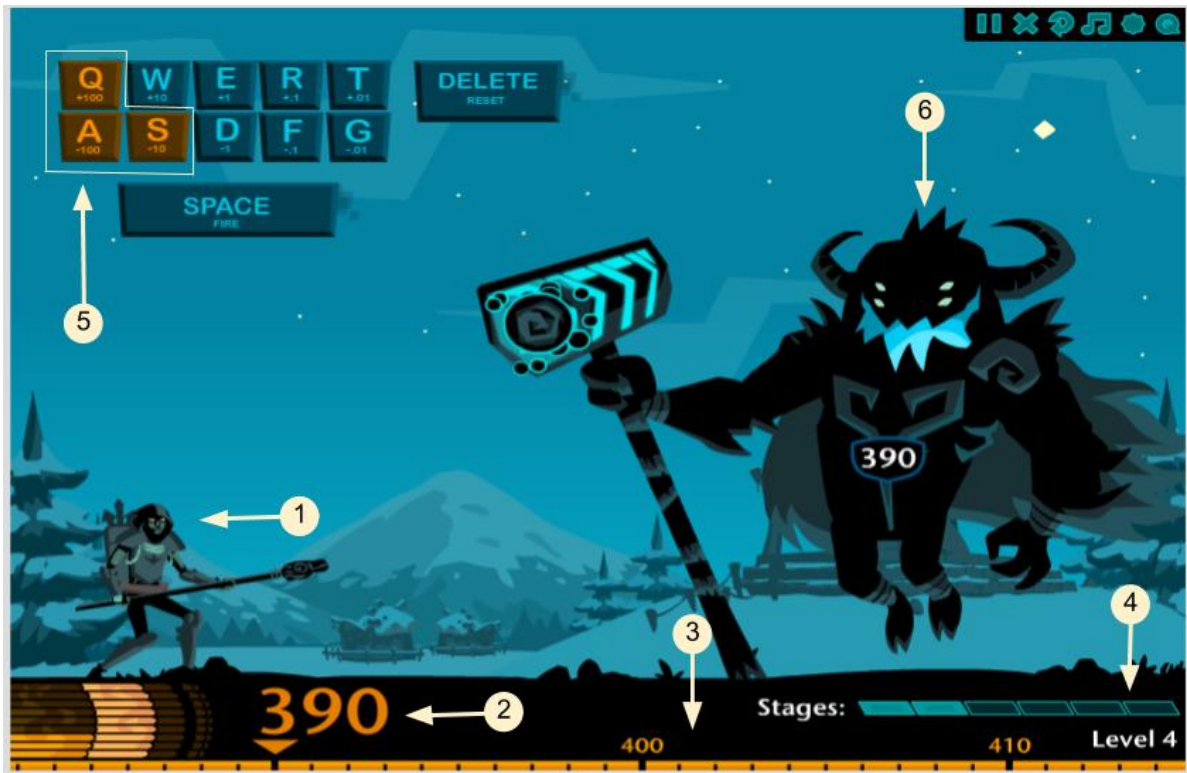 Q W E R T
+100 +10 +1 +.1 +.01
DELETE
RESET
A S D F G
-100 -10 -1 -.1 -.01
SPACE
FIRE
6
5
390
1
4
3
390
2
Stages:
400
410
Level 4